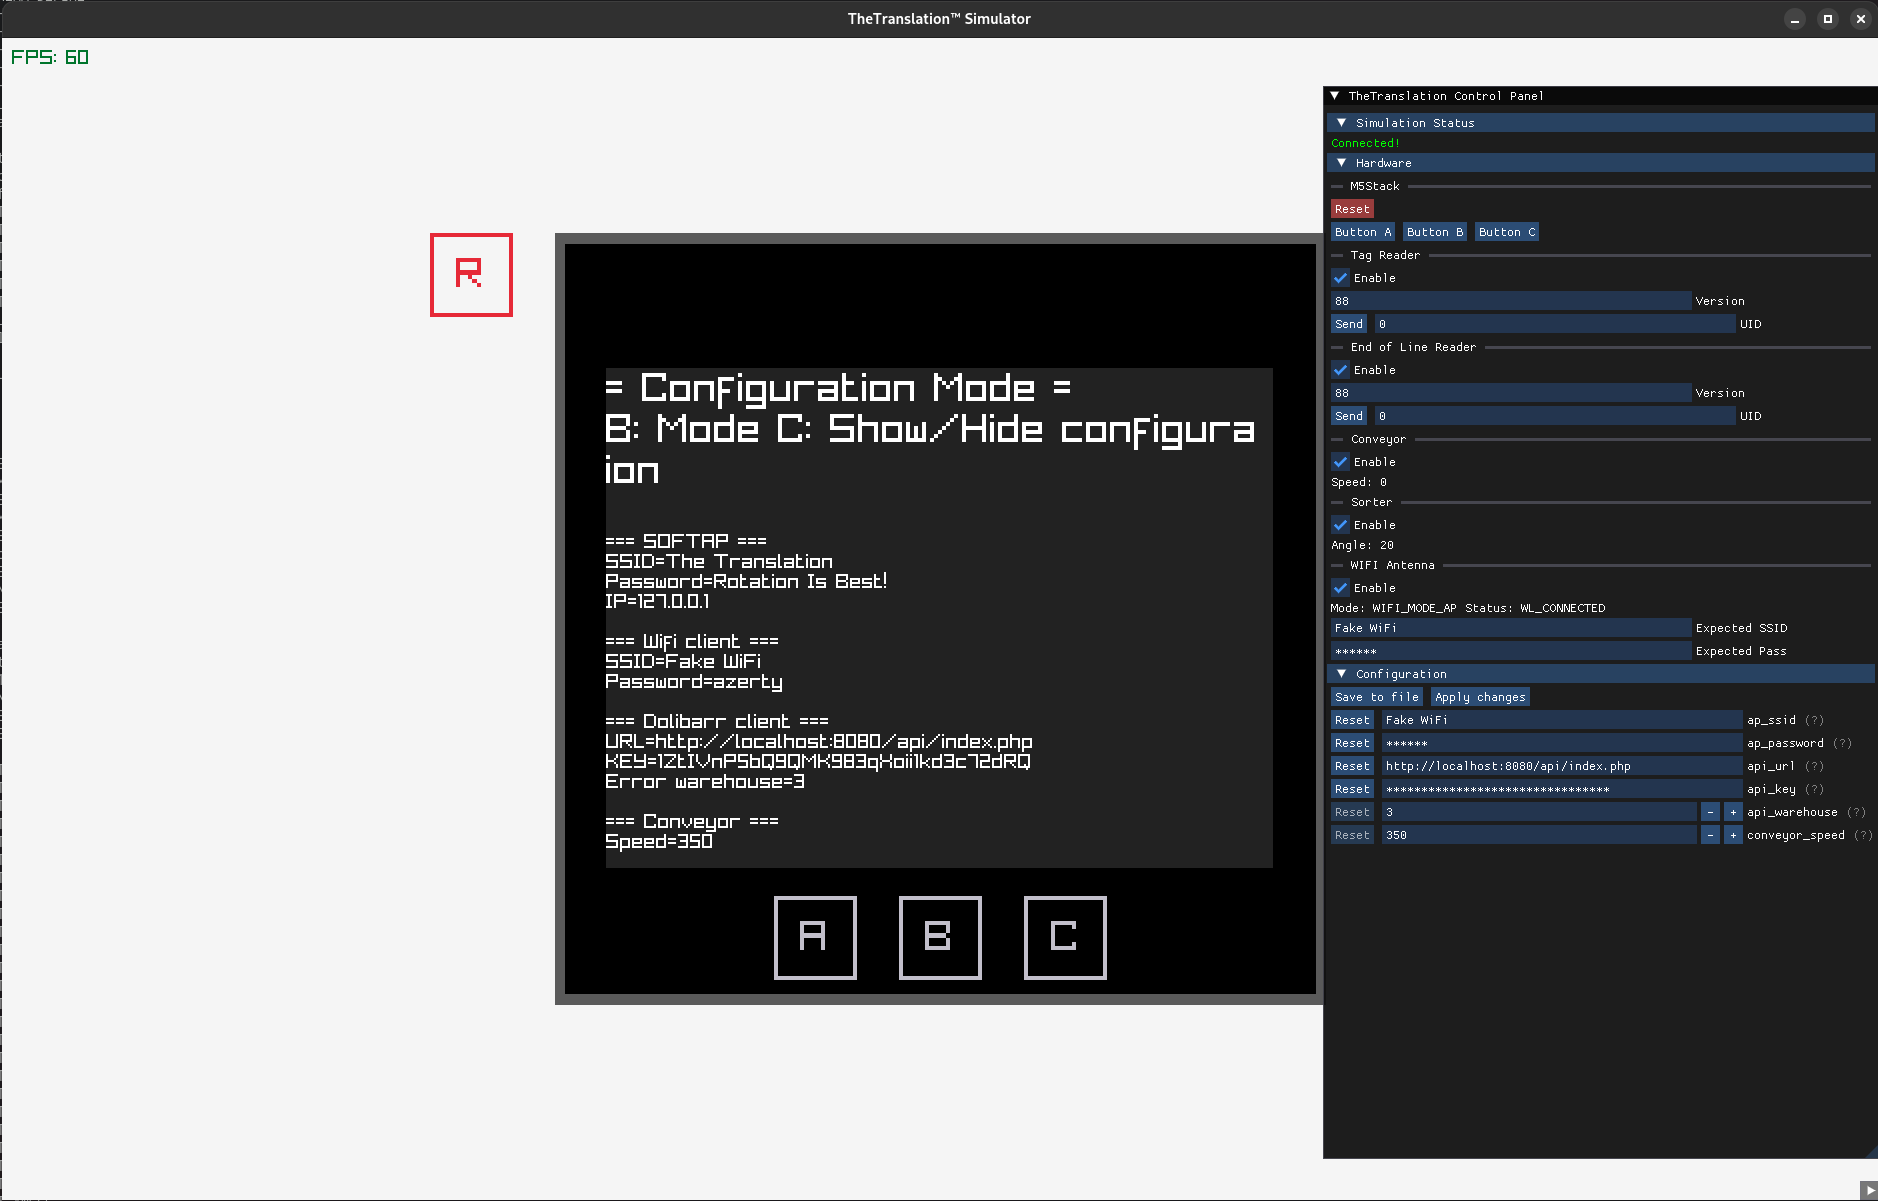 TheTranslation™ Simulator
FPS: 60
R
= Configuration Mode =
B: Mode C: Show/Hide configura
ion
=== SOFTAP ===
SSID=The Translation
Password=Rotation Is Best!
IP=127.0.0.1
=== Wifi client ===
SSID=Fake WiFi
Password=azerty
=== Dolibarr client ===
URL=http://localhost:8080/api/index.php
Error warehouse=3
=== Conveyor ===
Speed=350
A B C
TheTranslation Control Panel
Simulation Status
Connected!
Hardware
M5Stack
Reset
Button A Button B Button C
Tag Reader
Enable
88 Version
Send 0 UID
End of Line Reader
Enable
88 Version
Send 0 UID
Conveyor
Enable
Speed: 0
Sorter
Enable
Angle: 20
WIFI Antenna
Enable
Mode: WIFI_MODE_AP Status: WL_CONNECTED
Fake WiFi Expected SSID
****** Expected Pass
Configuration
Save to file Apply changes
Reset Fake WiFi ap_ssid (?)
Reset ****** ap_password (?)
Reset http://localhost:8080/api/index.php api_url (?)
Reset ******************************** api_key (?)
Reset 3 - + api_warehouse (?)
Reset 350 - + conveyor_speed (?)